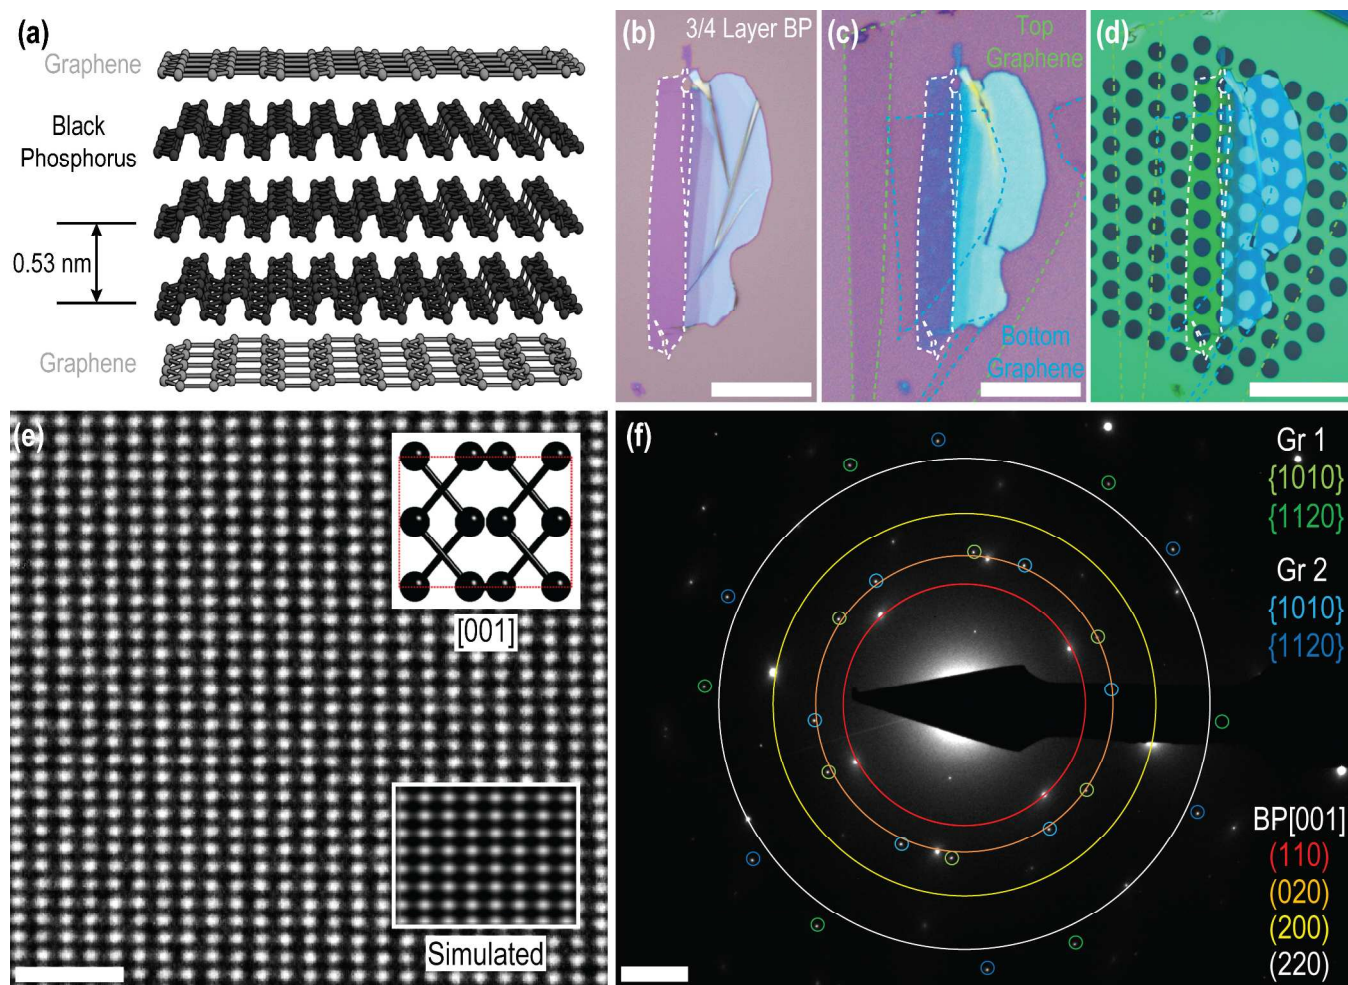 (a)
Graphene
Black
Phosphorus
0.53 nm
Graphene
(b)
3/4 Layer BP
(c)
Top
Graphene
Bottom
Graphene
(d)
(e)
[001]
Simulated
(f)
Gr 1
{1010}
{1120}
Gr 2
{1010}
{1120}
BP[001]
(110)
(020)
(200)
(220)